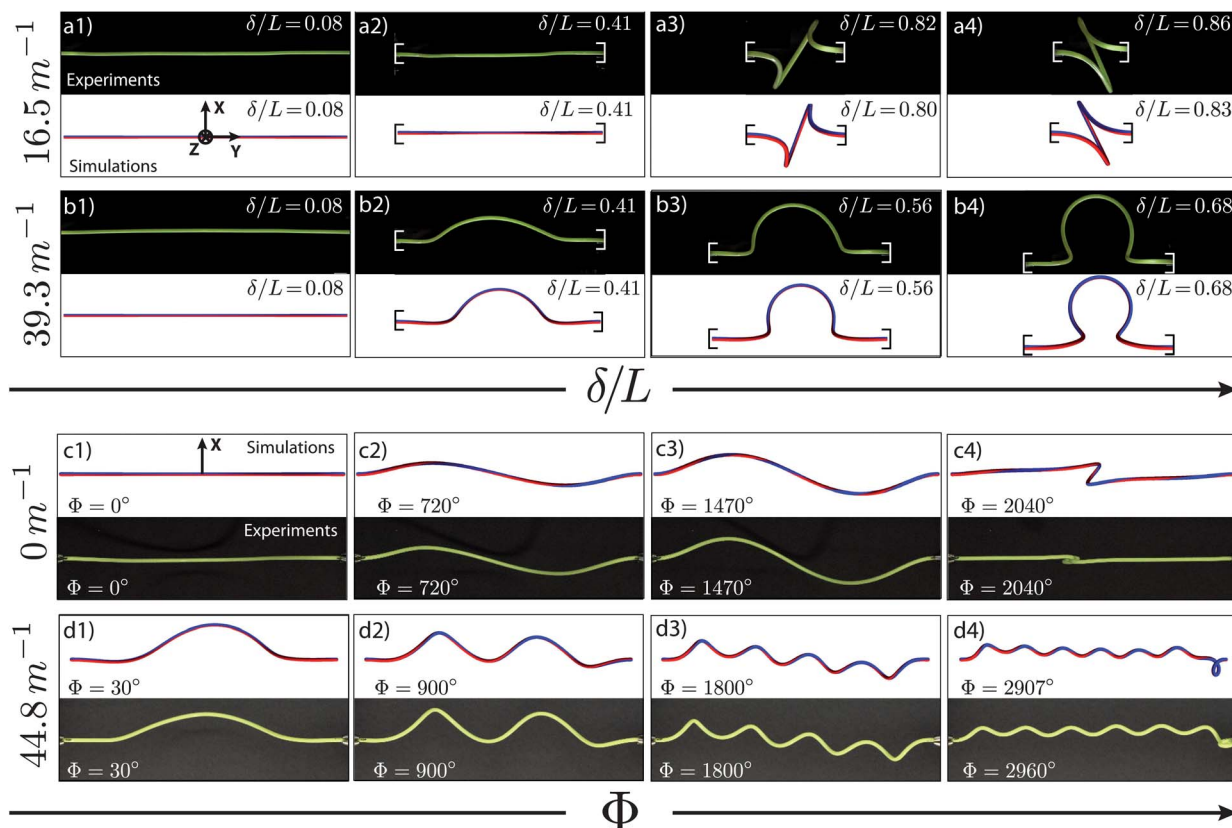 16.5 m⁻¹
a1) δ/L=0.08
Experiments
δ/L=0.08
X
Z Y
Simulations
a2) δ/L=0.41
δ/L=0.41
a3) δ/L=0.82
δ/L=0.80
a4) δ/L=0.86
δ/L=0.83
39.3 m⁻¹
b1) δ/L=0.08
δ/L=0.08
b2) δ/L=0.41
δ/L=0.41
b3) δ/L=0.56
δ/L=0.56
b4) δ/L=0.68
δ/L=0.68
δ/L
0 m⁻¹
c1) X Simulations
Φ = 0°
Experiments
Φ = 0°
c2)
Φ = 720°
Φ = 720°
c3)
Φ = 1470°
Φ = 1470°
c4)
Φ = 2040°
Φ = 2040°
44.8 m⁻¹
d1)
Φ = 30°
Φ = 30°
d2)
Φ = 900°
Φ = 900°
d3)
Φ = 1800°
Φ = 1800°
d4)
Φ = 2907°
Φ = 2960°
Φ